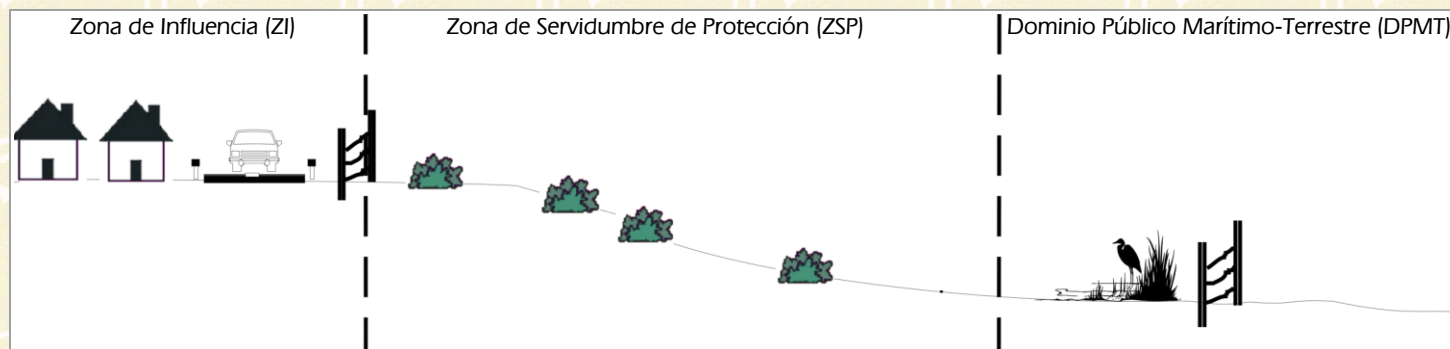 Zona de Influencia (ZI)
Zona de Servidumbre de Protección (ZSP)
Dominio Público Marítimo-Terrestre (DPMT)